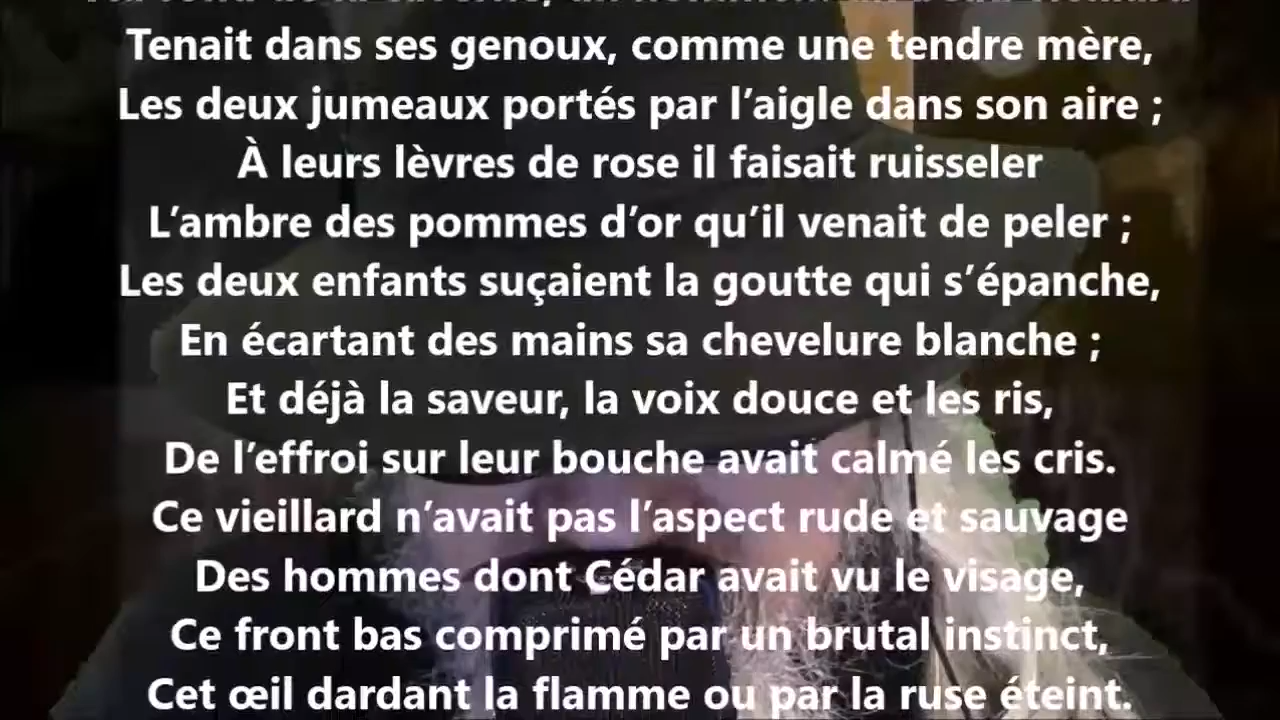 Tenait dans ses genoux, comme une tendre mère,
Les deux jumeaux portés par l’aigle dans son aire ;
À leurs lèvres de rose il faisait ruisseler
L’ambre des pommes d’or qu’il venait de peler ;
Les deux enfants suçaient la goutte qui s’épanche,
En écartant des mains sa chevelure blanche ;
Et déjà la saveur, la voix douce et les ris,
De l’effroi sur leur bouche avait calmé les cris.
Ce vieillard n’avait pas l’aspect rude et sauvage
Des hommes dont Cédar avait vu le visage,
Ce front bas comprimé par un brutal instinct,
Cet œil dardant la flamme ou par la ruse éteint.